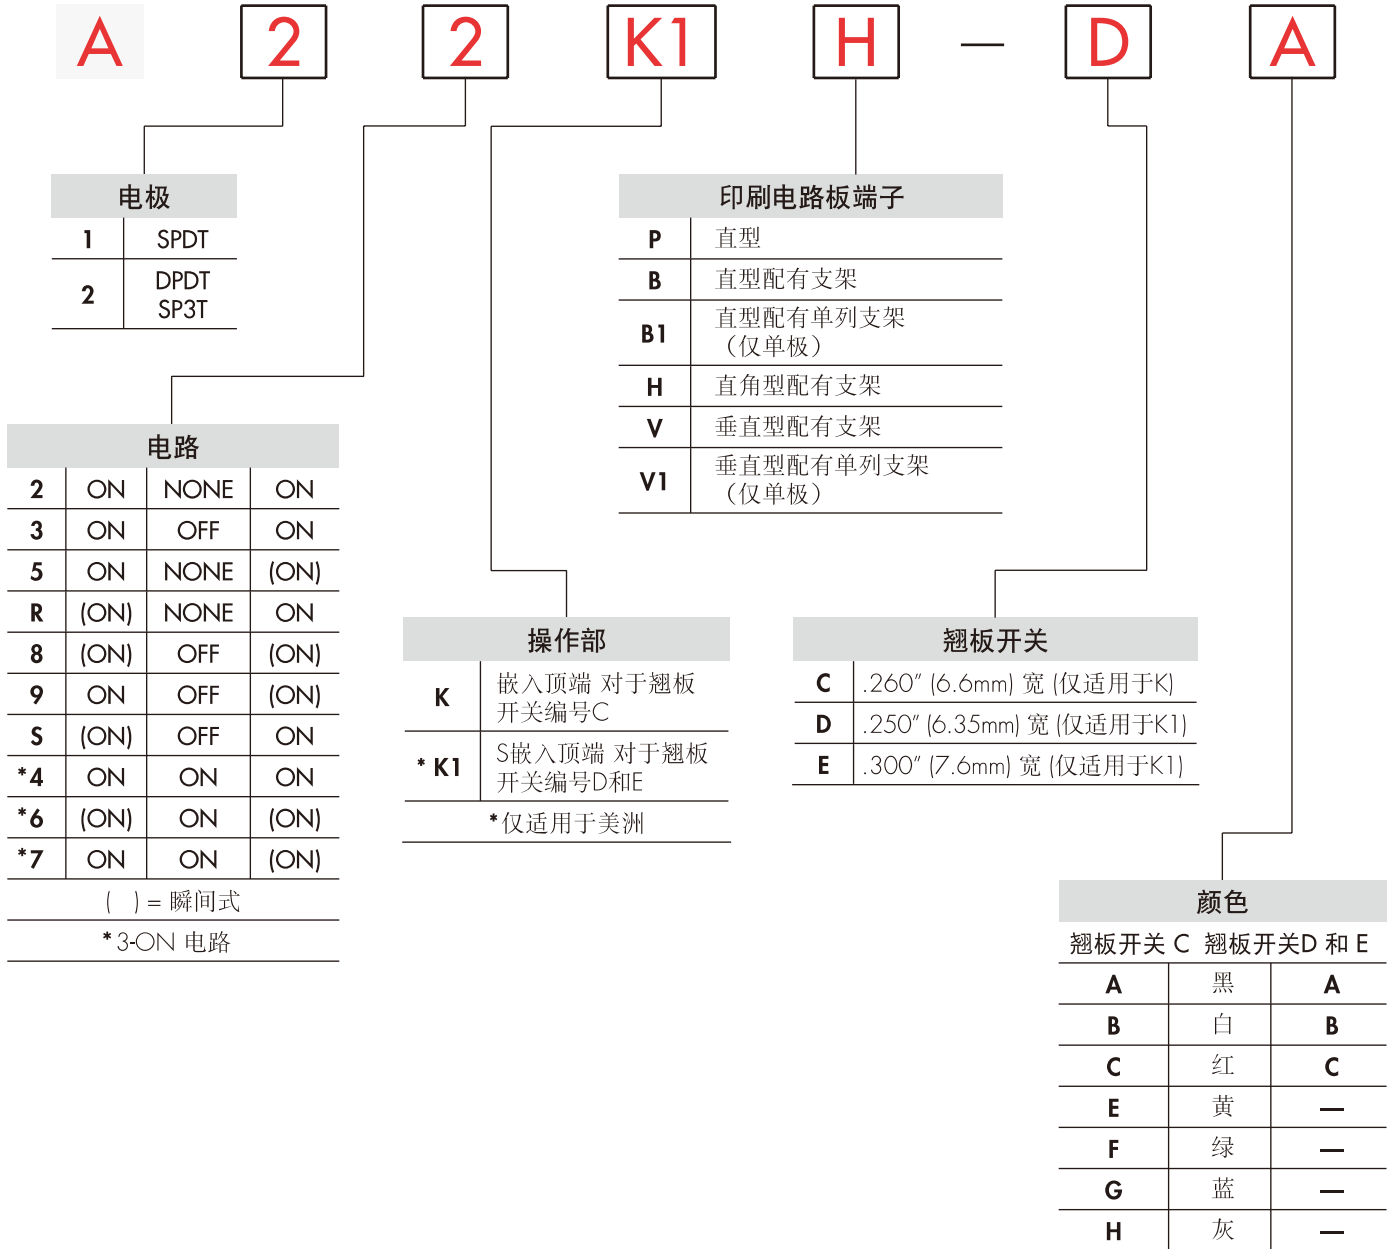 A 2 2 K1 H — D A
电极
1 SPDT
2 DPDT
SP3T
电路
2 ON NONE ON
3 ON OFF ON
5 ON NONE (ON)
R (ON) NONE ON
8 (ON) OFF (ON)
9 ON OFF (ON)
S (ON) OFF ON
*4 ON ON ON
*6 (ON) ON (ON)
*7 ON ON (ON)
( ) = 瞬间式
*3-ON 电路
操作部
K 嵌入顶端 对于翘板
开关编号C
* K1 S嵌入顶端 对于翘板
开关编号D和E
*仅适用于美洲
印刷电路板端子
P 直型
B 直型配有支架
B1 直型配有单列支架
（仅单极）
H 直角型配有支架
V 垂直型配有支架
V1 垂直型配有单列支架
（仅单极）
翘板开关
C .260" (6.6mm) 宽 (仅适用于K)
D .250" (6.35mm) 宽 (仅适用于K1)
E .300" (7.6mm) 宽 (仅适用于K1)
颜色
翘板开关 C 翘板开关D 和 E
A 黑 A
B 白 B
C 红 C
E 黄 —
F 绿 —
G 蓝 —
H 灰 —